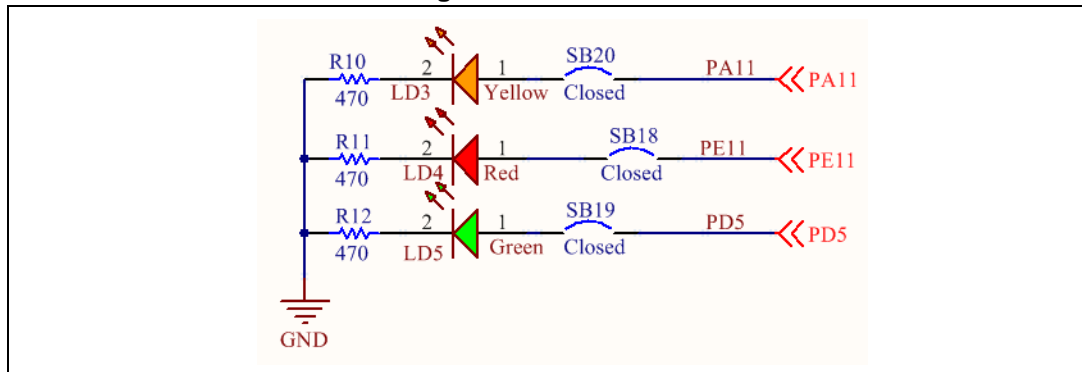 R10 2 1 SB20 PA11 PA11
470 LD3 Yellow Closed
R11 2 1 SB18 PE11 PE11
470 LD4 Red Closed
R12 2 1 SB19 PD5 PD5
470 LD5 Green Closed
GND